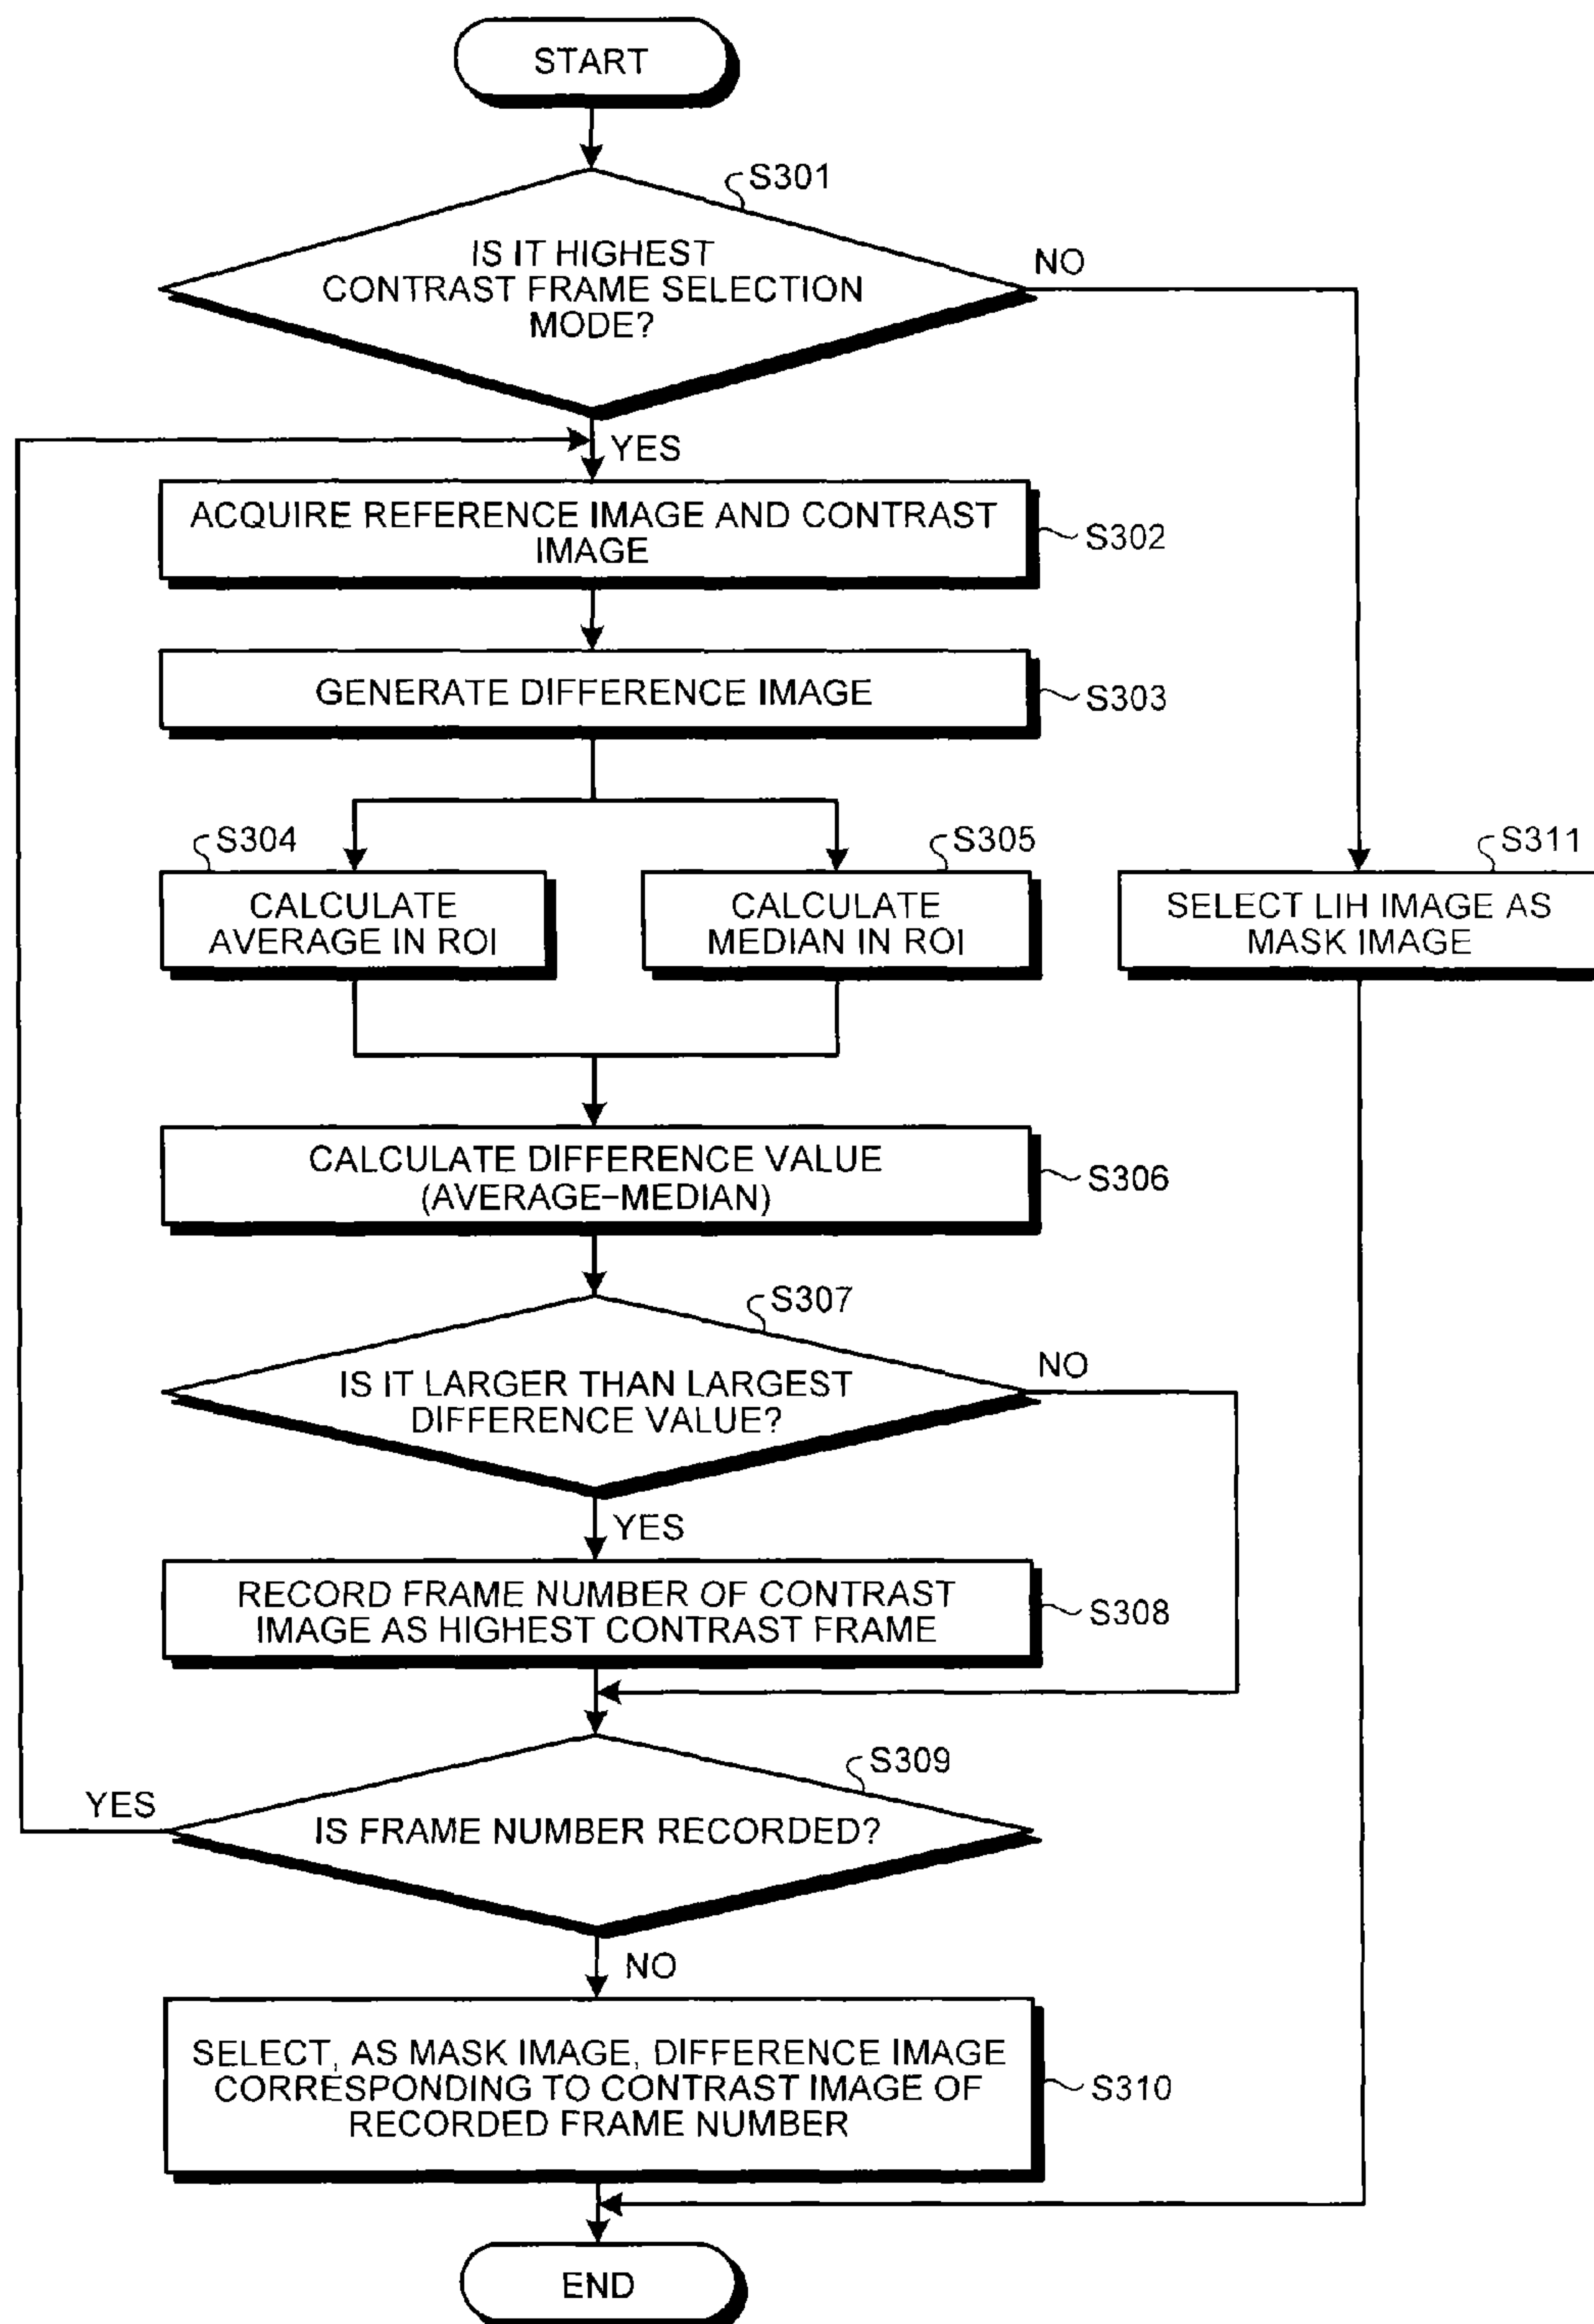 START
S301
IS IT HIGHEST
CONTRAST FRAME SELECTION
MODE?
NO
YES
ACQUIRE REFERENCE IMAGE AND CONTRAST
IMAGE
S302
GENERATE DIFFERENCE IMAGE
S303
S304
S305
S311
CALCULATE
AVERAGE IN ROI
CALCULATE
MEDIAN IN ROI
SELECT LIH IMAGE AS
MASK IMAGE
CALCULATE DIFFERENCE VALUE
(AVERAGE-MEDIAN)
S306
S307
IS IT LARGER THAN LARGEST
DIFFERENCE VALUE?
NO
YES
RECORD FRAME NUMBER OF CONTRAST
IMAGE AS HIGHEST CONTRAST FRAME
S308
S309
YES
IS FRAME NUMBER RECORDED?
NO
SELECT, AS MASK IMAGE, DIFFERENCE IMAGE
CORRESPONDING TO CONTRAST IMAGE OF
RECORDED FRAME NUMBER
S310
END